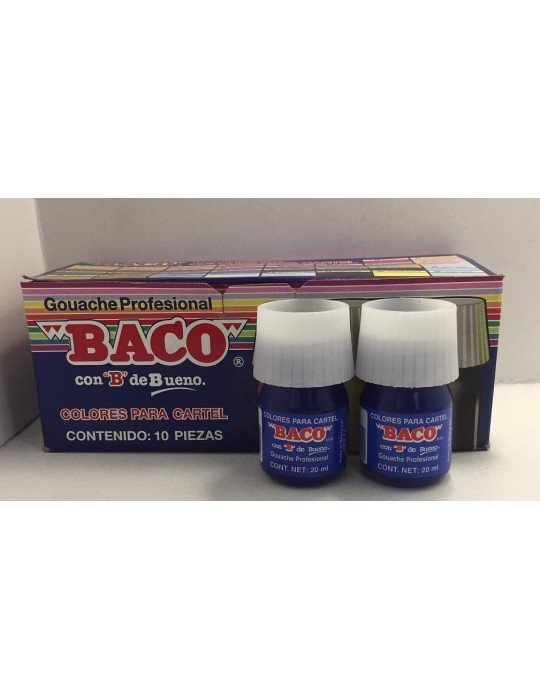 Gouache Profesional
"BACO"®
con "B" de Bueno.
COLORES PARA CARTEL
CONTENIDO: 10 PIEZAS
COLORES PARA CARTEL
"BACO"
con "B" de Bueno.
Gouache Profesional
CONT. NET: 20 ml
COLORES PARA CARTEL
"BACO"
con "B" de Bueno.
Gouache Profesional
CONT. NET: 20 ml